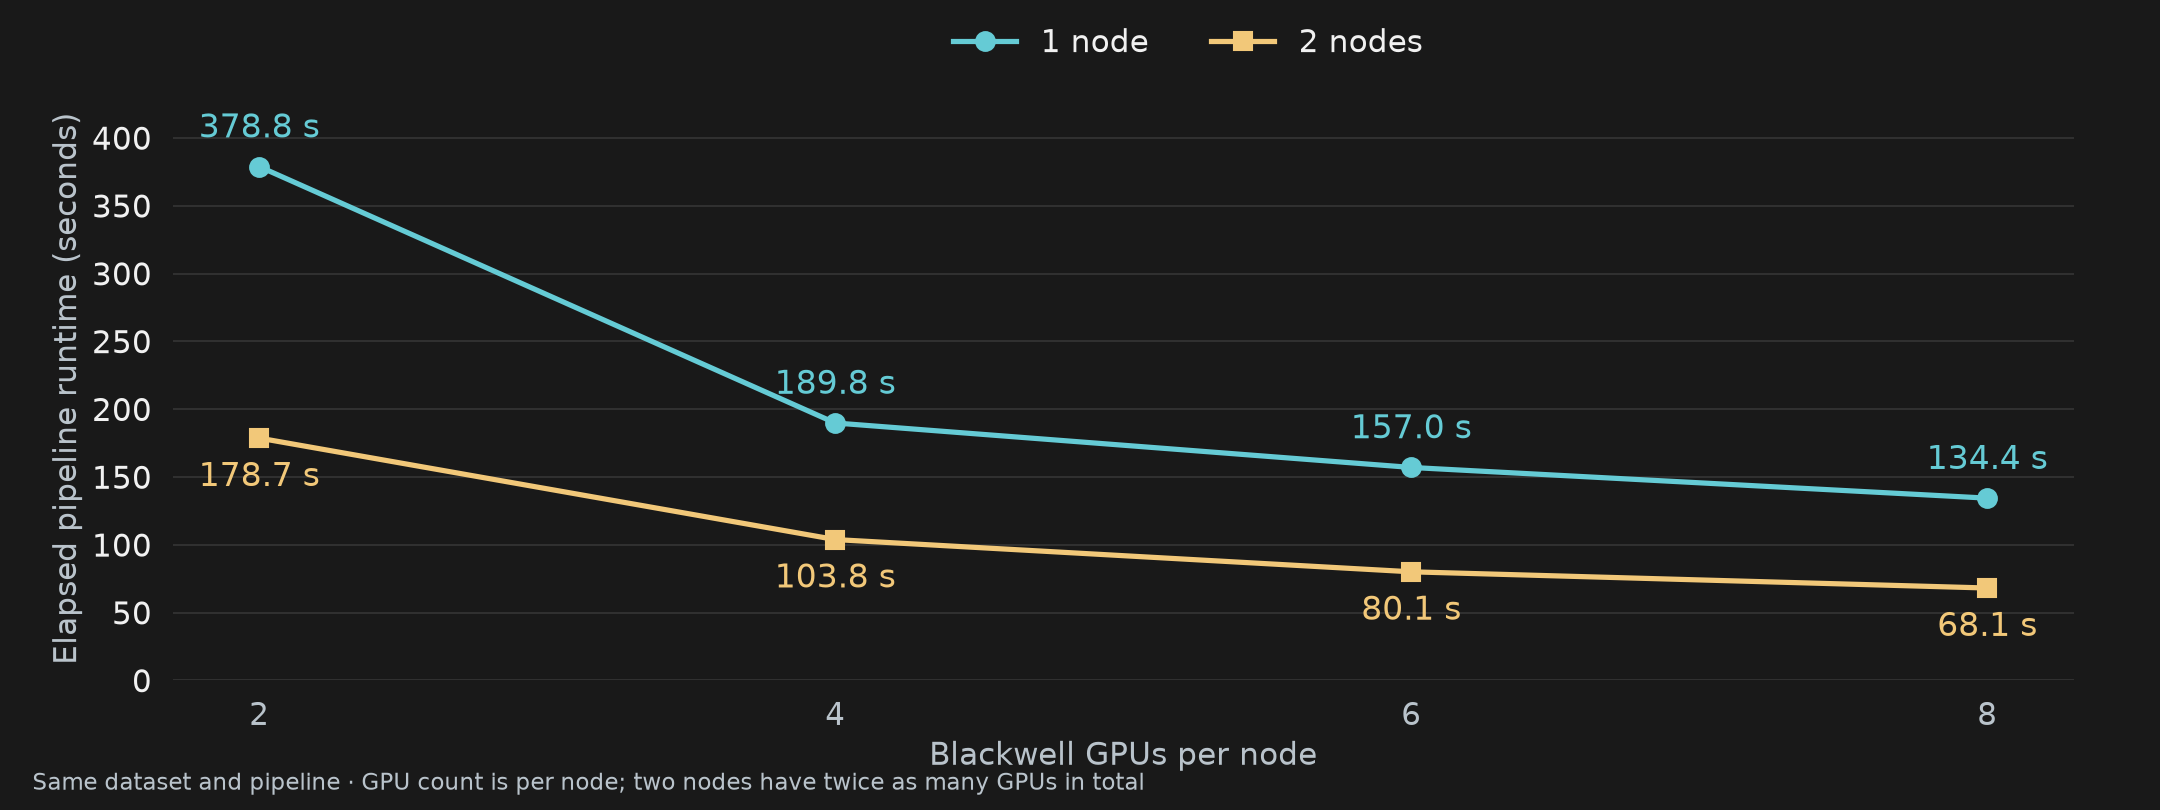 1 node
2 nodes
Elapsed pipeline runtime (seconds)
400
350
300
250
200
150
100
50
0
378.8 s
189.8 s
157.0 s
134.4 s
178.7 s
103.8 s
80.1 s
68.1 s
2
4
6
8
Blackwell GPUs per node
Same dataset and pipeline · GPU count is per node; two nodes have twice as many GPUs in total